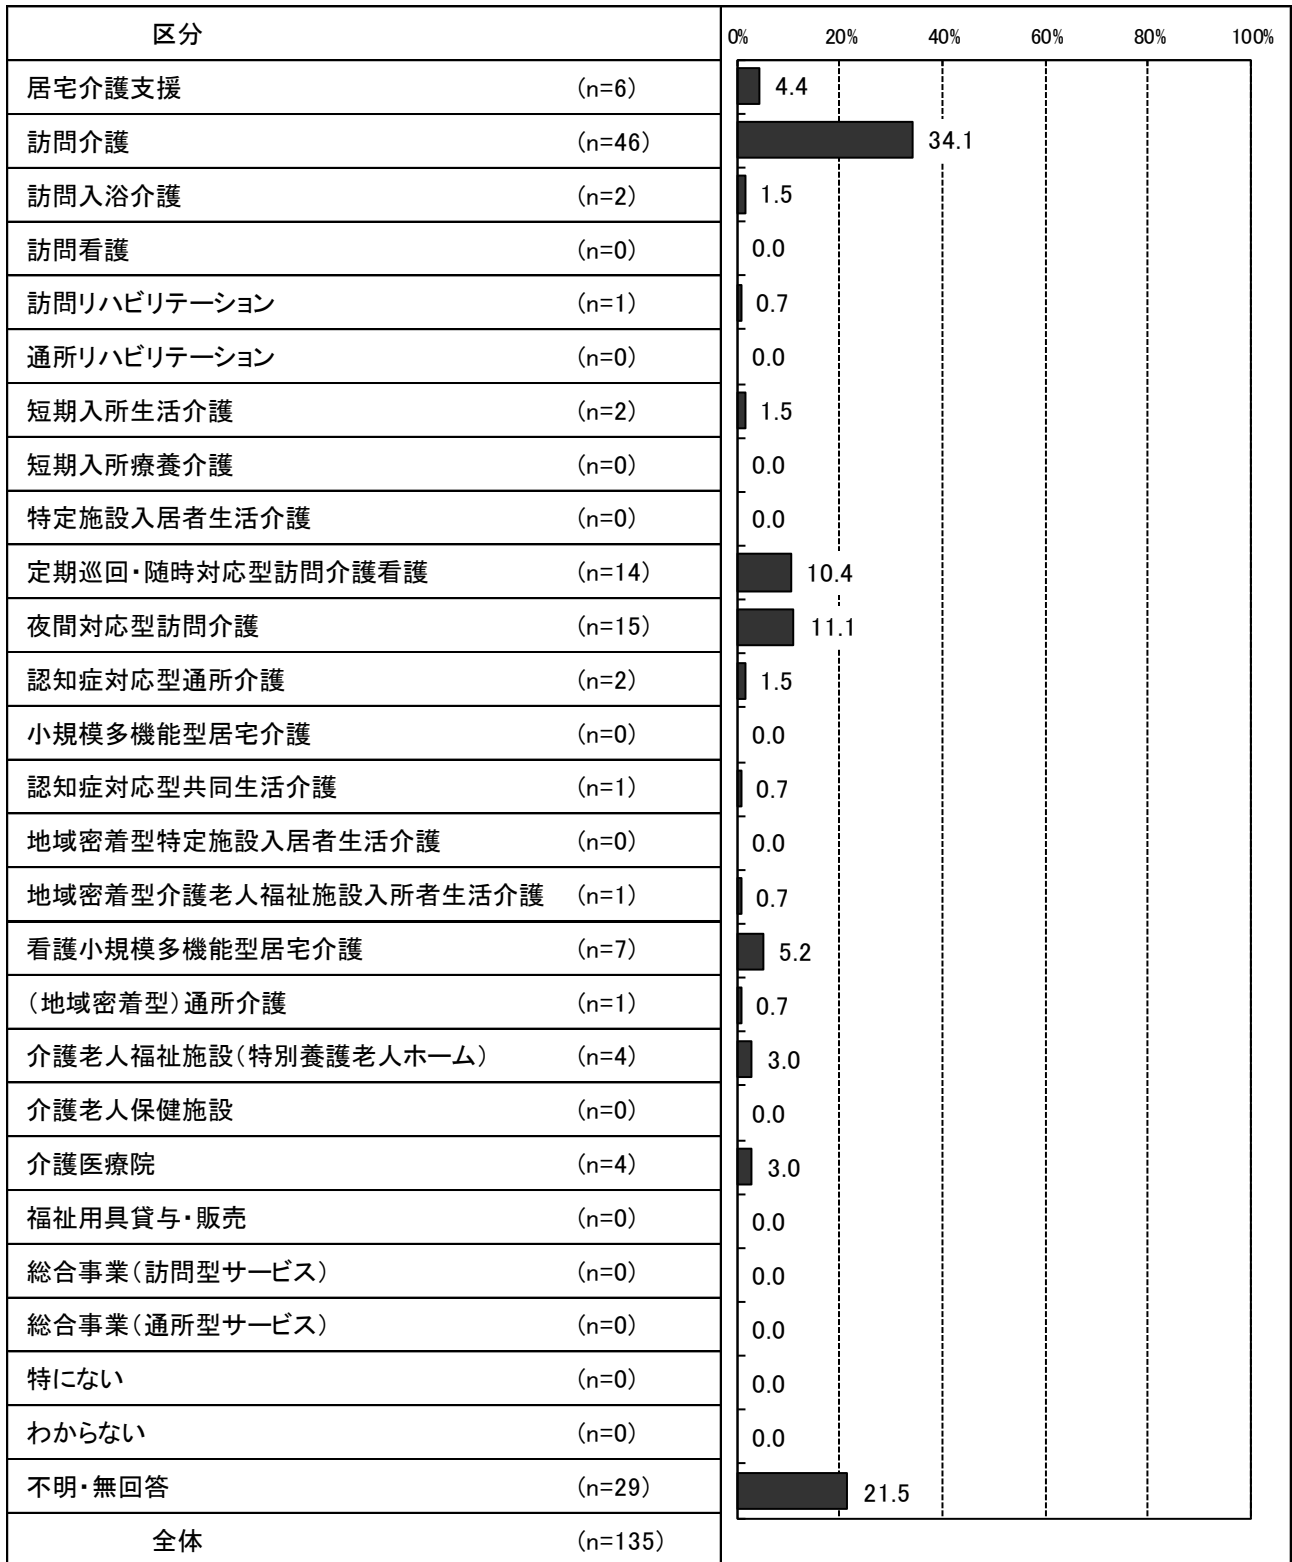 区分 0% 20% 40% 60% 80% 100%
居宅介護支援 (n=6) 4.4
訪問介護 (n=46) 34.1
訪問入浴介護 (n=2) 1.5
訪問看護 (n=0) 0.0
訪問リハビリテーション (n=1) 0.7
通所リハビリテーション (n=0) 0.0
短期入所生活介護 (n=2) 1.5
短期入所療養介護 (n=0) 0.0
特定施設入居者生活介護 (n=0) 0.0
定期巡回・随時対応型訪問介護看護 (n=14) 10.4
夜間対応型訪問介護 (n=15) 11.1
認知症対応型通所介護 (n=2) 1.5
小規模多機能型居宅介護 (n=0) 0.0
認知症対応型共同生活介護 (n=1) 0.7
地域密着型特定施設入居者生活介護 (n=0) 0.0
地域密着型介護老人福祉施設入所者生活介護 (n=1) 0.7
看護小規模多機能型居宅介護 (n=7) 5.2
（地域密着型）通所介護 (n=1) 0.7
介護老人福祉施設（特別養護老人ホーム） (n=4) 3.0
介護老人保健施設 (n=0) 0.0
介護医療院 (n=4) 3.0
福祉用具貸与・販売 (n=0) 0.0
総合事業（訪問型サービス） (n=0) 0.0
総合事業（通所型サービス） (n=0) 0.0
特にない (n=0) 0.0
わからない (n=0) 0.0
不明・無回答 (n=29) 21.5
全体 (n=135)